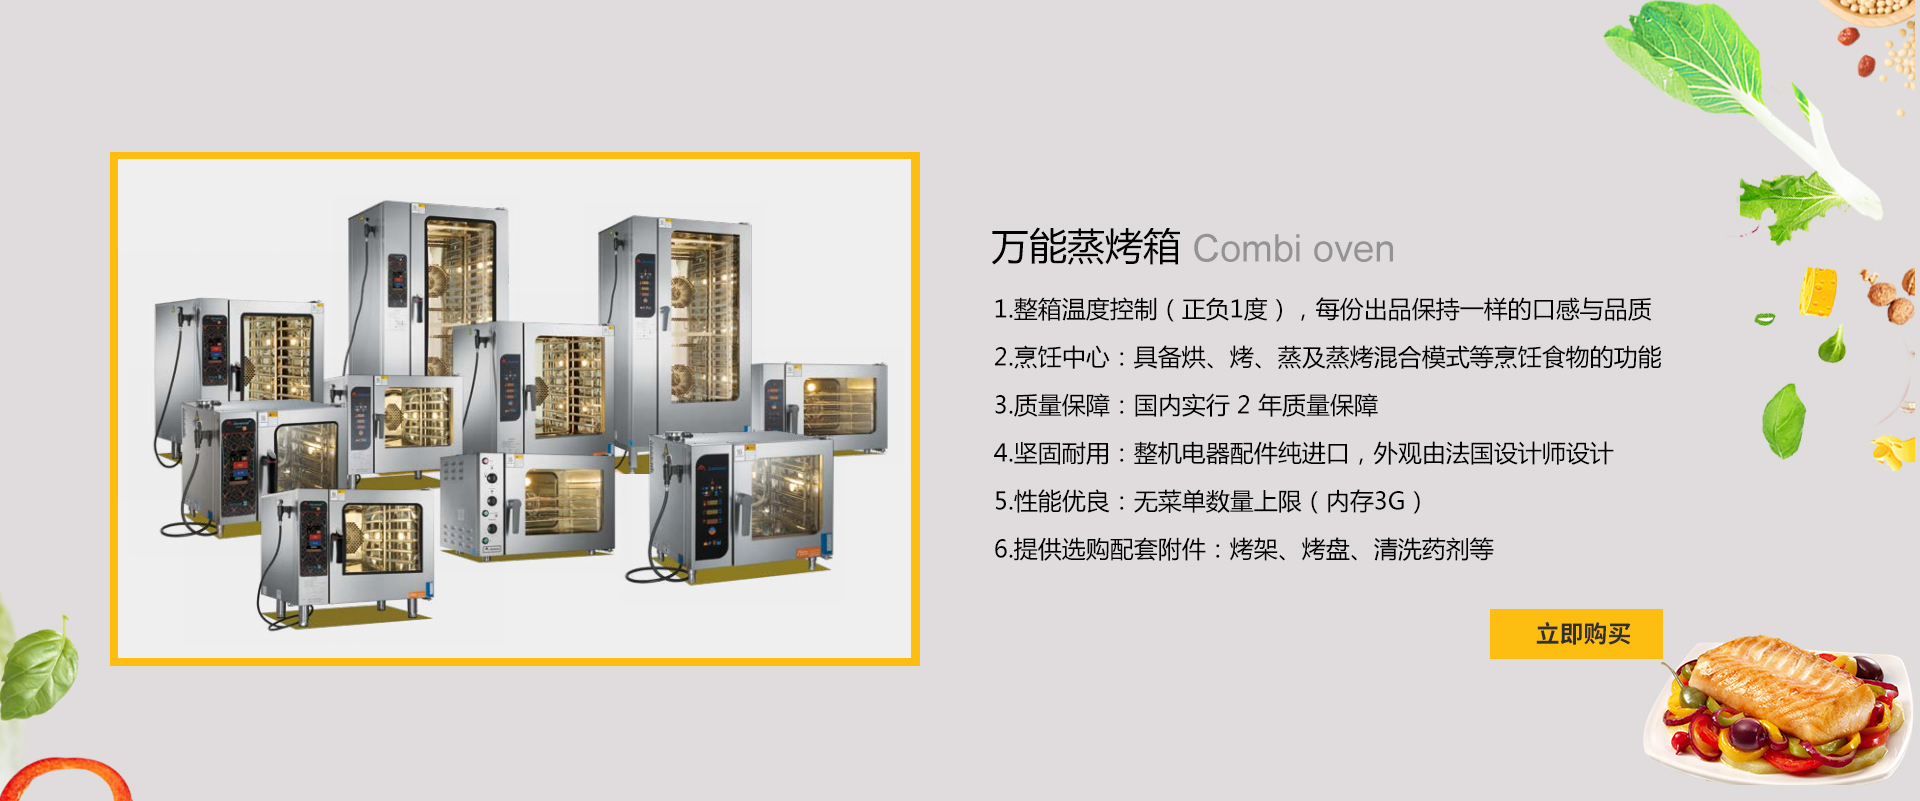 万能蒸烤箱 Combi oven
1.整箱温度控制（正负1度），每份出品保持一样的口感与品质
2.烹饪中心：具备烘、烤、蒸及蒸烤混合模式等烹饪食物的功能
3.质量保障：国内实行 2 年质量保障
4.坚固耐用：整机电器配件纯进口，外观由法国设计师设计
5.性能优良：无菜单数量上限（内存3G）
6.提供选购配套附件：烤架、烤盘、清洗药剂等
立即购买